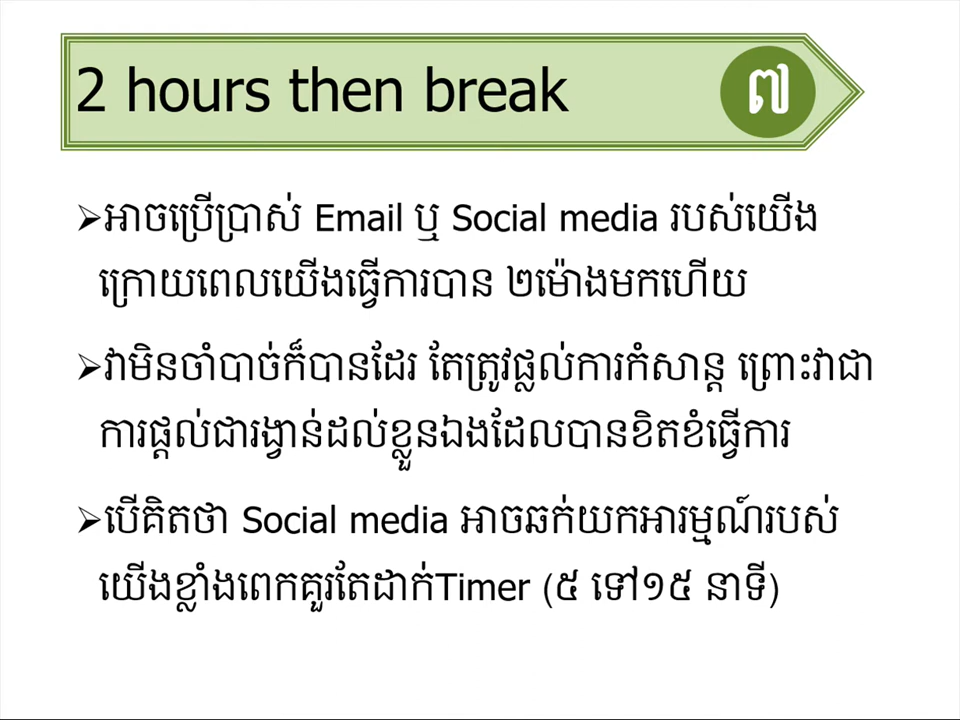 2 hours then break
៧
➢អាចប្រើប្រាស់ Email ឬ Social media របស់យើង
ក្រោយពេលយើងធ្វើការបាន ២ម៉ោងមកហើយ
➢វាមិនចាំបាច់ក៏បានដែរ តែត្រូវផ្តល់ការកំសាន្ត ព្រោះវាជា
ការផ្តល់ជារង្វាន់ដល់ខ្លួនឯងដែលបានខិតខំធ្វើការ
➢បើគិតថា Social media អាចឆក់យកអារម្មណ៍របស់
យើងខ្លាំងពេកគួរតែដាក់Timer (៥ ទៅ១៥ នាទី)